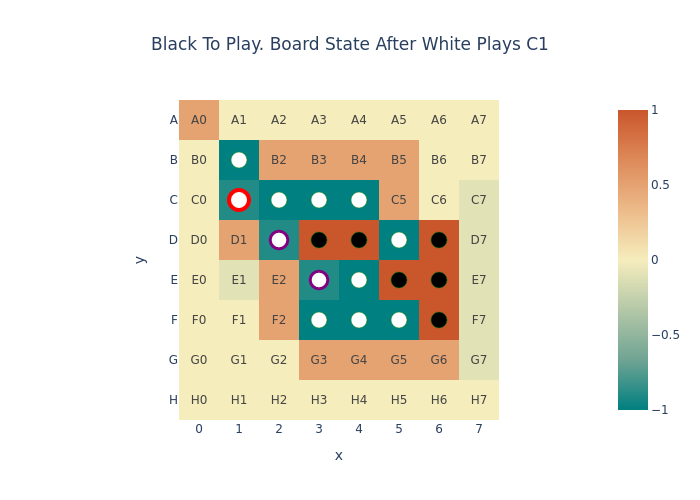 Black To Play. Board State After White Plays C1
A A0 A1 A2 A3 A4 A5 A6 A7
B B0 B2 B3 B4 B5 B6 B7
C C0 C5 C6 C7
D D0 D1 D7
E E0 E1 E2 E7
F F0 F1 F2 F7
G G0 G1 G2 G3 G4 G5 G6 G7
H H0 H1 H2 H3 H4 H5 H6 H7
0 1 2 3 4 5 6 7
x
y
1
0.5
0
−0.5
−1